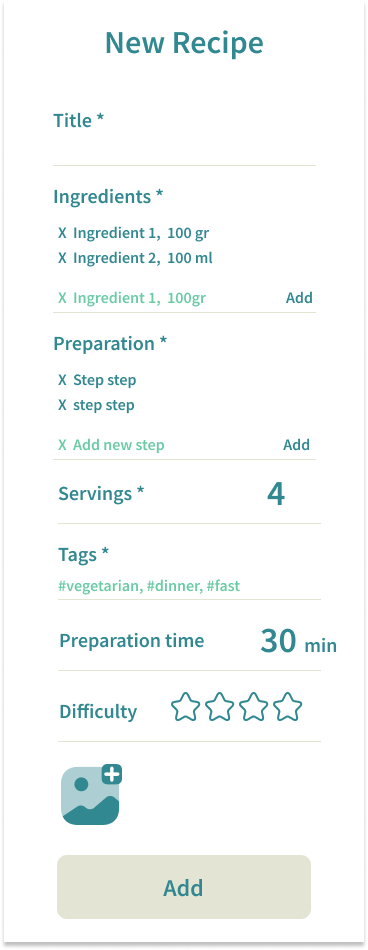 New Recipe
Title *
Ingredients *
X Ingredient 1, 100 gr
X Ingredient 2, 100 ml
X Ingredient 1, 100gr Add
Preparation *
X Step step
X step step
X Add new step Add
Servings * 4
Tags *
#vegetarian, #dinner, #fast
Preparation time 30 min
Difficulty
Add